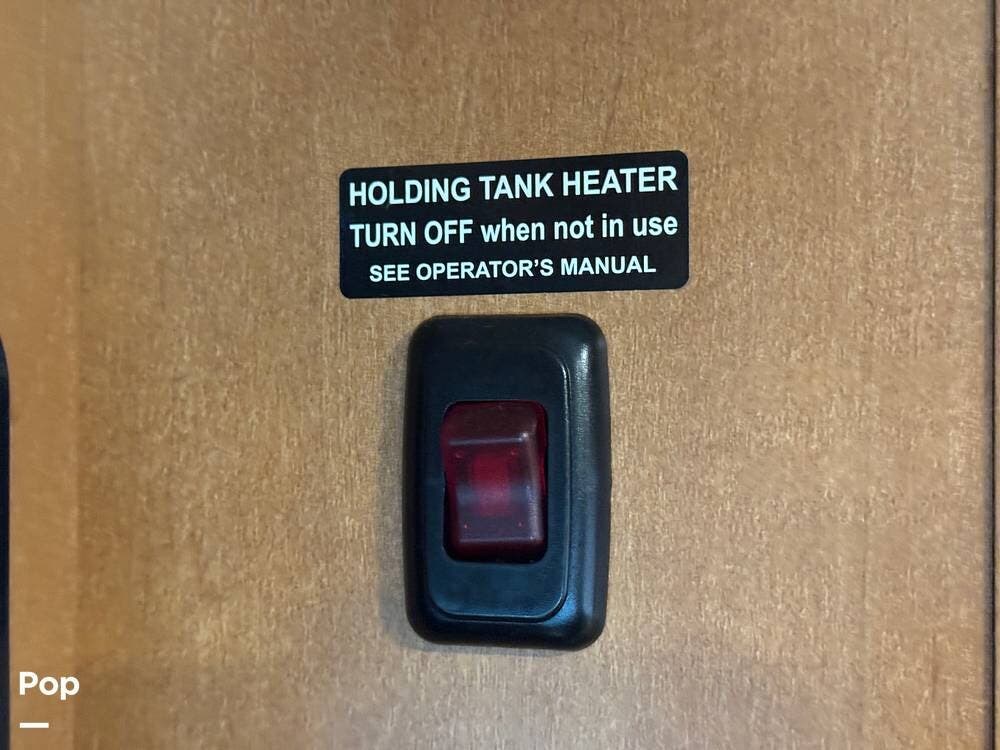 HOLDING TANK HEATER
TURN OFF when not in use
SEE OPERATOR'S MANUAL
Pop